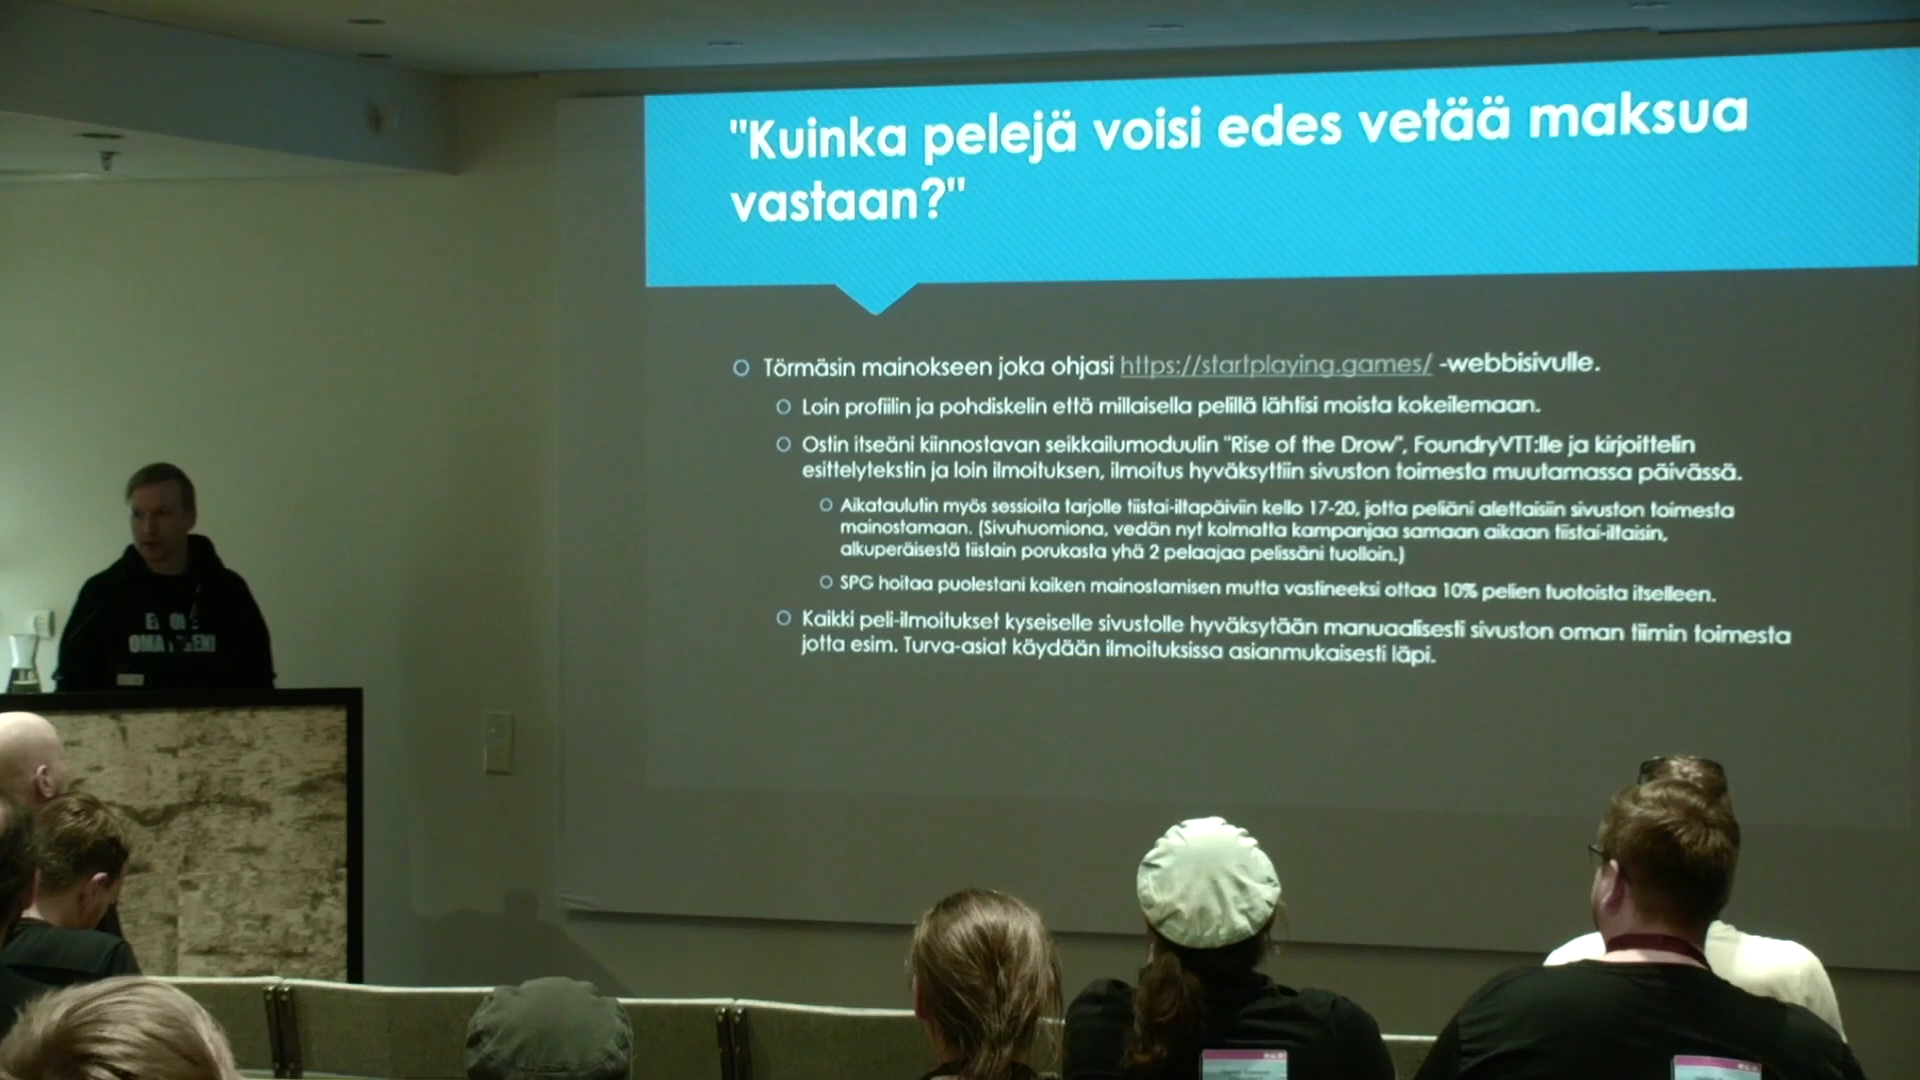 "Kuinka pelejä voisi edes vetää maksua
vastaan?"
Törmäsin mainokseen joka ohjasi https://startplaying.games/ -webbisivulle.
Loin profiilin ja pohdiskelin että millaisella pelillä lähtisi moista kokeilemaan.
Ostin itseäni kiinnostavan seikkailumoduulin "Rise of the Drow", FoundryVTT:lle ja kirjoittelin
esittelytekstin ja loin ilmoituksen, ilmoitus hyväksyttiin sivuston toimesta muutamassa päivässä.
Aikataulutin myös sessioita tarjolle tiistai-iltapäiviin kello 17-20, jotta peliäni alettaisiin sivuston toimesta
mainostamaan. (Sivuhuomiona, vedän nyt kolmatta kampanjaa samaan aikaan tiistai-iltaisin,
alkuperäisestä tiistain porukasta yhä 2 pelaajaa pelissäni tuolloin.)
SPG hoitaa puolestani kaiken mainostamisen mutta vastineeksi ottaa 10% pelien tuotoista itselleen.
Kaikki peli-ilmoitukset kyseiselle sivustolle hyväksytään manuaalisesti sivuston oman tiimin toimesta
jotta esim. Turva-asiat käydään ilmoituksissa asianmukaisesti läpi.